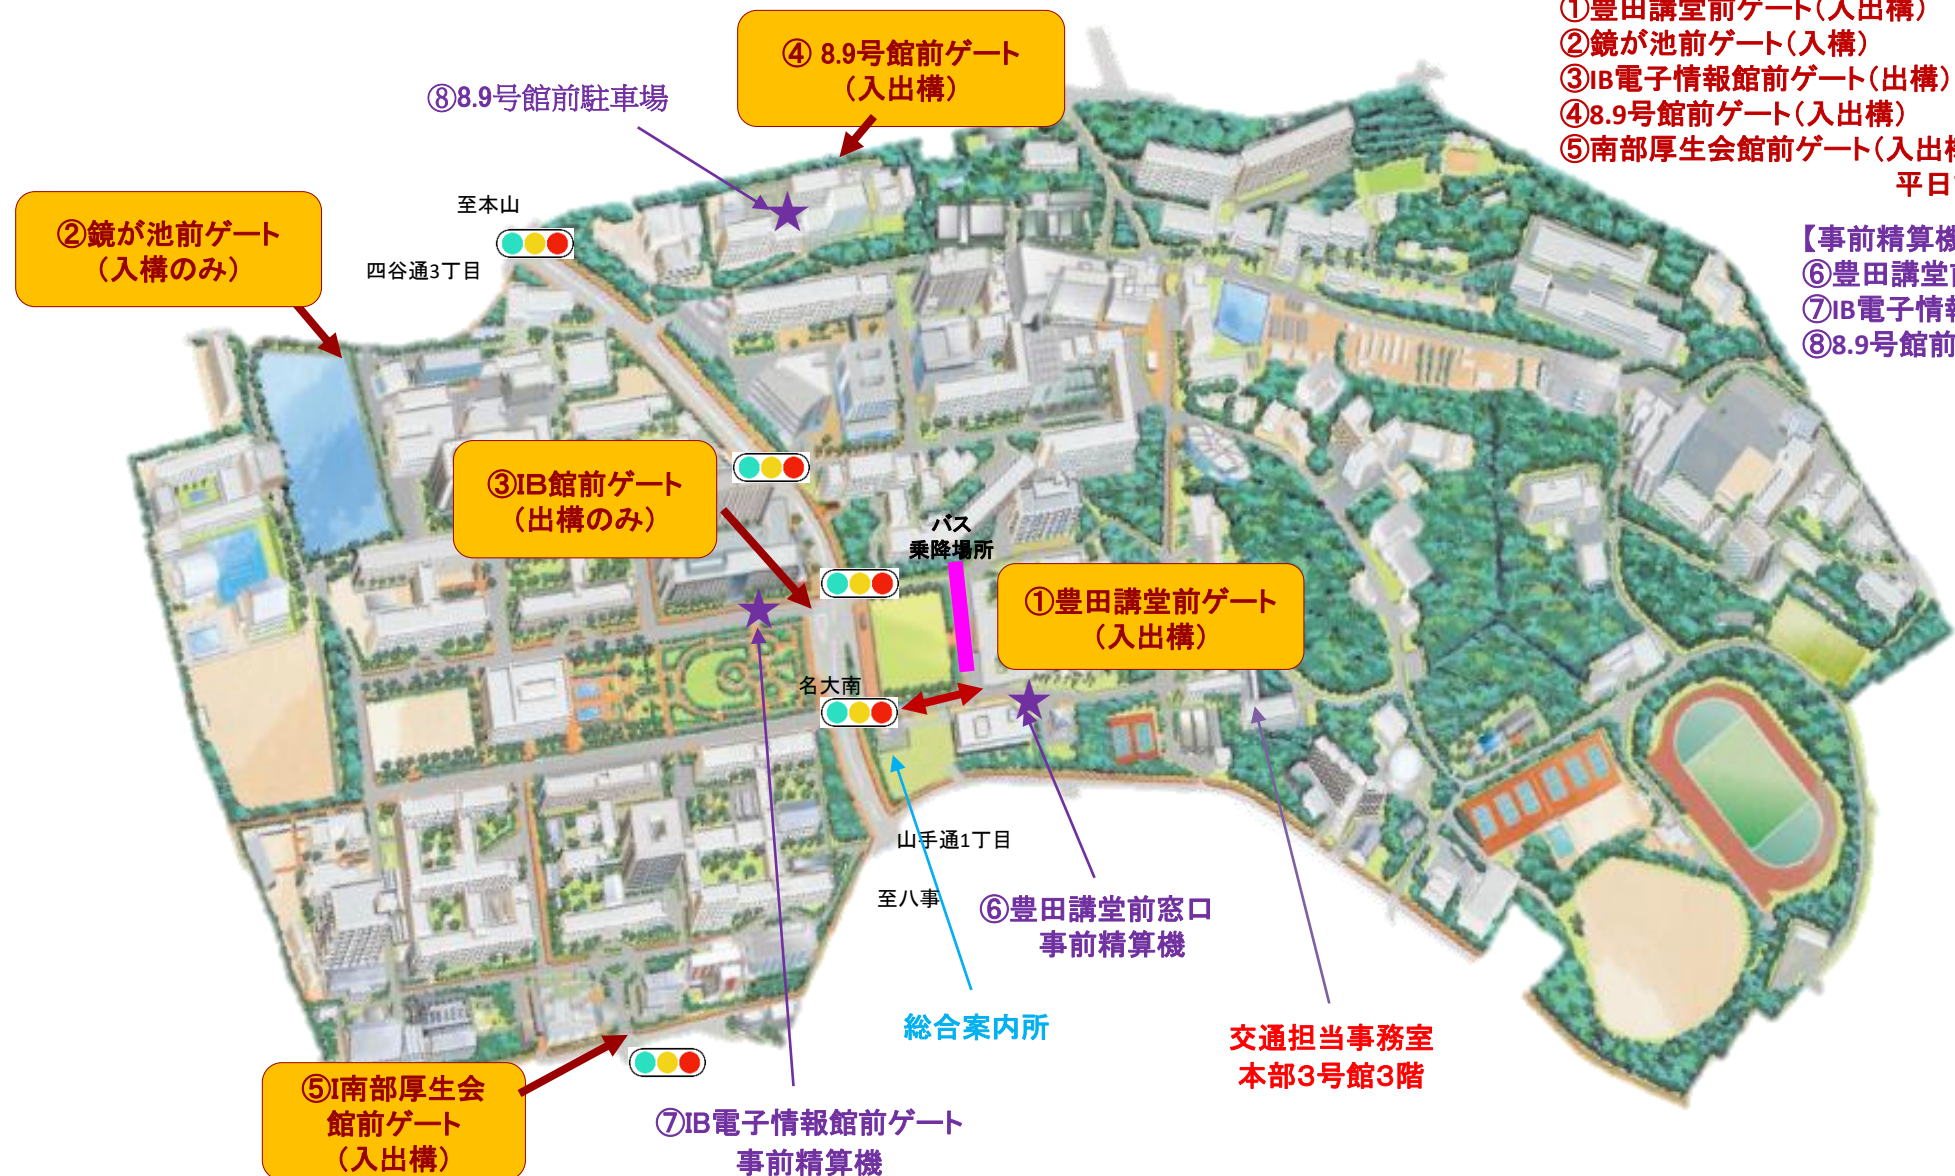 ①豊田講堂前ゲート(入出構)
②鏡が池前ゲート(入構)
③IB電子情報館前ゲート(出構)
④8.9号館前ゲート(入出構)
⑤南部厚生会館前ゲート(入出構
平日
【事前精算機
⑥豊田講堂前
⑦IB電子情報
⑧8.9号館前
④ 8.9号館前ゲート
(入出構)
⑧8.9号館前駐車場
至本山
②鏡が池前ゲート
(入構のみ)
四谷通3丁目
③IB館前ゲート
(出構のみ)
バス
乗降場所
①豊田講堂前ゲート
(入出構)
名大南
山手通1丁目
至八事
⑥豊田講堂前窓口
事前精算機
総合案内所
交通担当事務室
本部3号館3階
⑤I南部厚生会
館前ゲート
(入出構)
⑦IB電子情報館前ゲート
事前精算機